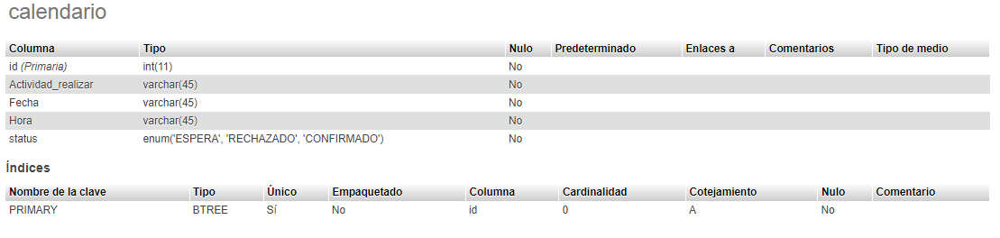 calendario
Columna Tipo Nulo Predeterminado Enlaces a Comentarios Tipo de medio
id (Primaria) int(11) No
Actividad_realizar varchar(45) No
Fecha varchar(45) No
Hora varchar(45) No
status enum('ESPERA', 'RECHAZADO', 'CONFIRMADO') No
Índices
Nombre de la clave Tipo Único Empaquetado Columna Cardinalidad Cotejamiento Nulo Comentario
PRIMARY BTREE Sí No id 0 A No